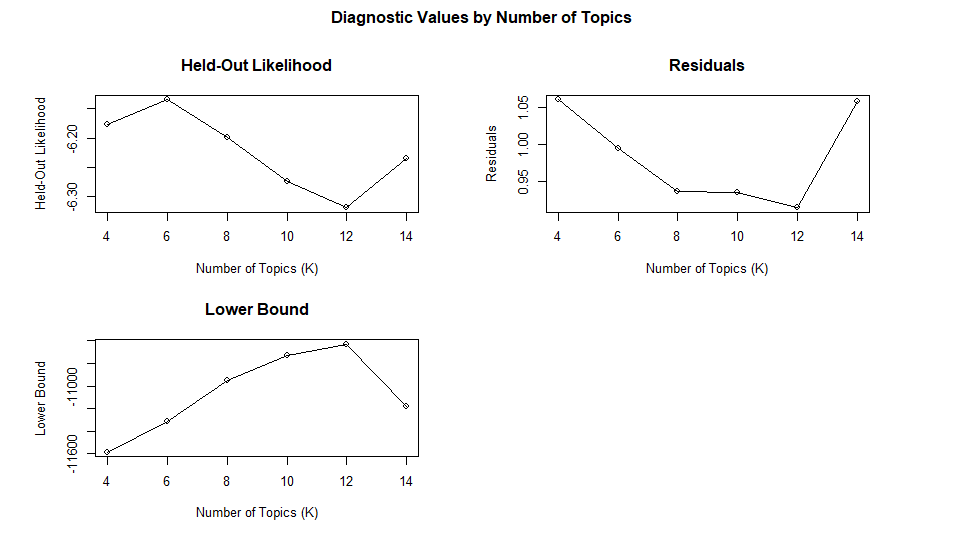 Diagnostic Values by Number of Topics
Held-Out Likelihood
Held-Out Likelihood
-6.20
-6.30
4 6 8 10 12 14
Number of Topics (K)
Residuals
Residuals
1.05
1.00
0.95
4 6 8 10 12 14
Number of Topics (K)
Lower Bound
Lower Bound
-11000
-11600
4 6 8 10 12 14
Number of Topics (K)